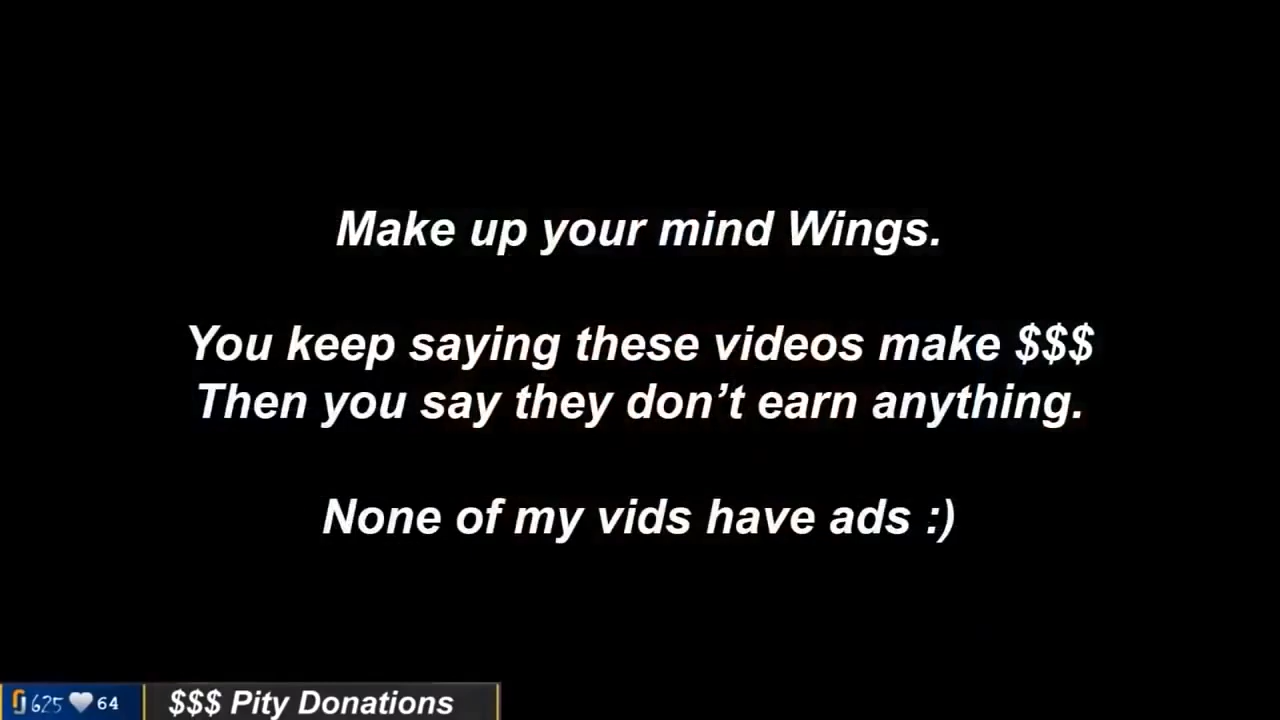 Make up your mind Wings.
You keep saying these videos make $$$
Then you say they don’t earn anything.
None of my vids have ads :)
625 64
$$$ Pity Donations